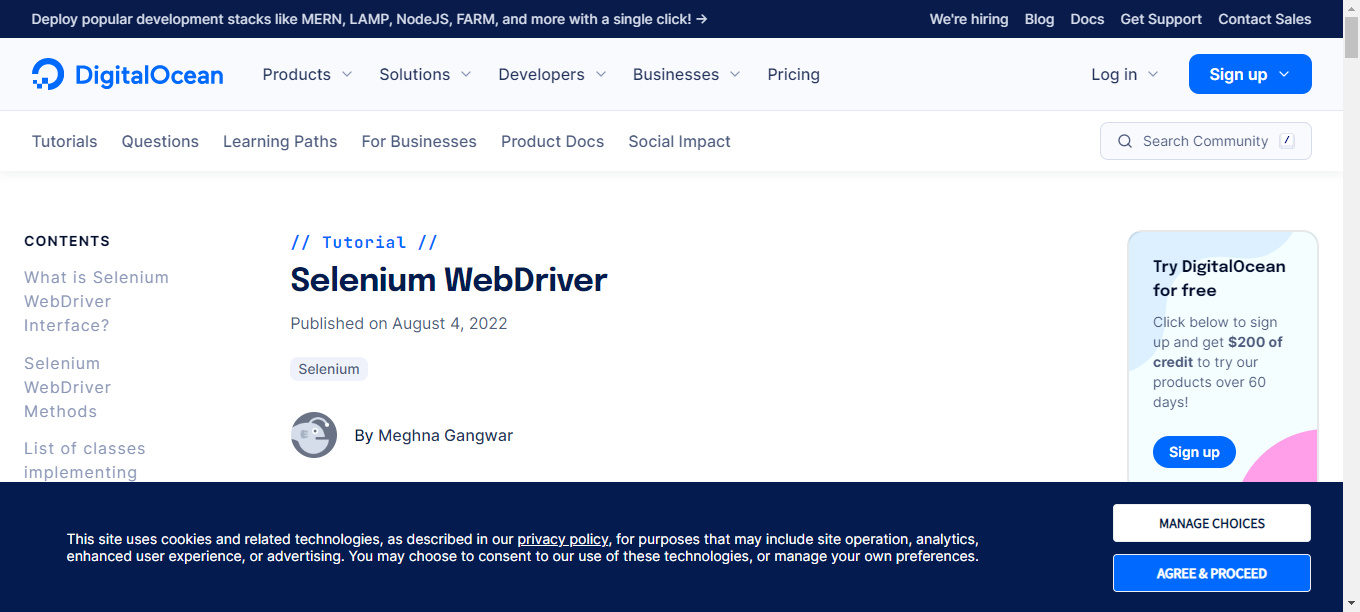 Deploy popular development stacks like MERN, LAMP, NodeJS, FARM, and more with a single click! →
We're hiring Blog Docs Get Support Contact Sales
DigitalOcean Products Solutions Developers Businesses Pricing Log in Sign up
Tutorials Questions Learning Paths For Businesses Product Docs Social Impact Search Community /
CONTENTS
What is Selenium
WebDriver
Interface?
Selenium
WebDriver
Methods
List of classes
implementing
// Tutorial //
Selenium WebDriver
Published on August 4, 2022
Selenium
By Meghna Gangwar
Try DigitalOcean
for free
Click below to sign
up and get $200 of
credit to try our
products over 60
days!
Sign up
This site uses cookies and related technologies, as described in our privacy policy, for purposes that may include site operation, analytics,
enhanced user experience, or advertising. You may choose to consent to our use of these technologies, or manage your own preferences.
MANAGE CHOICES
AGREE & PROCEED